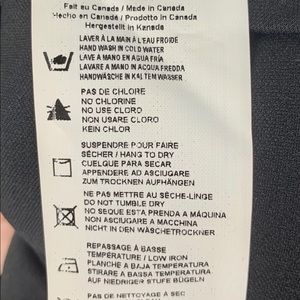 Fait au Canada / Made in Canada
Hecho en Canada / Prodotto in Canada
Hergestellt in Kanada
LAVER À LA MAIN À L'EAU FROIDE
HAND WASH IN COLD WATER
LAVE A MANO EN AGUA FRÍA
LAVARE A MANO IN ACQUA FREDDA
HANDWÄSCHE IN KALTEM WASSER
PAS DE CHLORE
NO CHLORINE
NO USE CLORO
NON USARE CLORO
KEIN CHLOR
SUSPENDRE POUR FAIRE
SÉCHER / HANG TO DRY
CUELGUE PARA SECAR
APPENDERE AD ASCIUGARE
ZUM TROCKNEN AUFHÄNGEN
NE PAS METTRE AU SÈCHE-LINGE
DO NOT TUMBLE DRY
NO SEQUE ESTA PRENDA A MÁQUINA
NON ASCIUGARE A MACCHINA
NICHT IN DEN WÄSCHETROCKNER
REPASSAGE À BASSE
TEMPÉRATURE / LOW IRON
PLANCHE A BAJA TEMPERATURA
STIRARE A BASSA TEMPERATURA
AUF NIEDRIGER STUFE BÜGELN
PAS DE NETTOYAGE À SEC